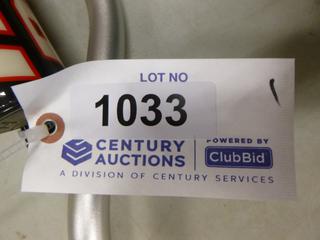 LOT NO
1033
CENTURY AUCTIONS
POWERED BY
ClubBid
A DIVISION OF CENTURY SERVICES